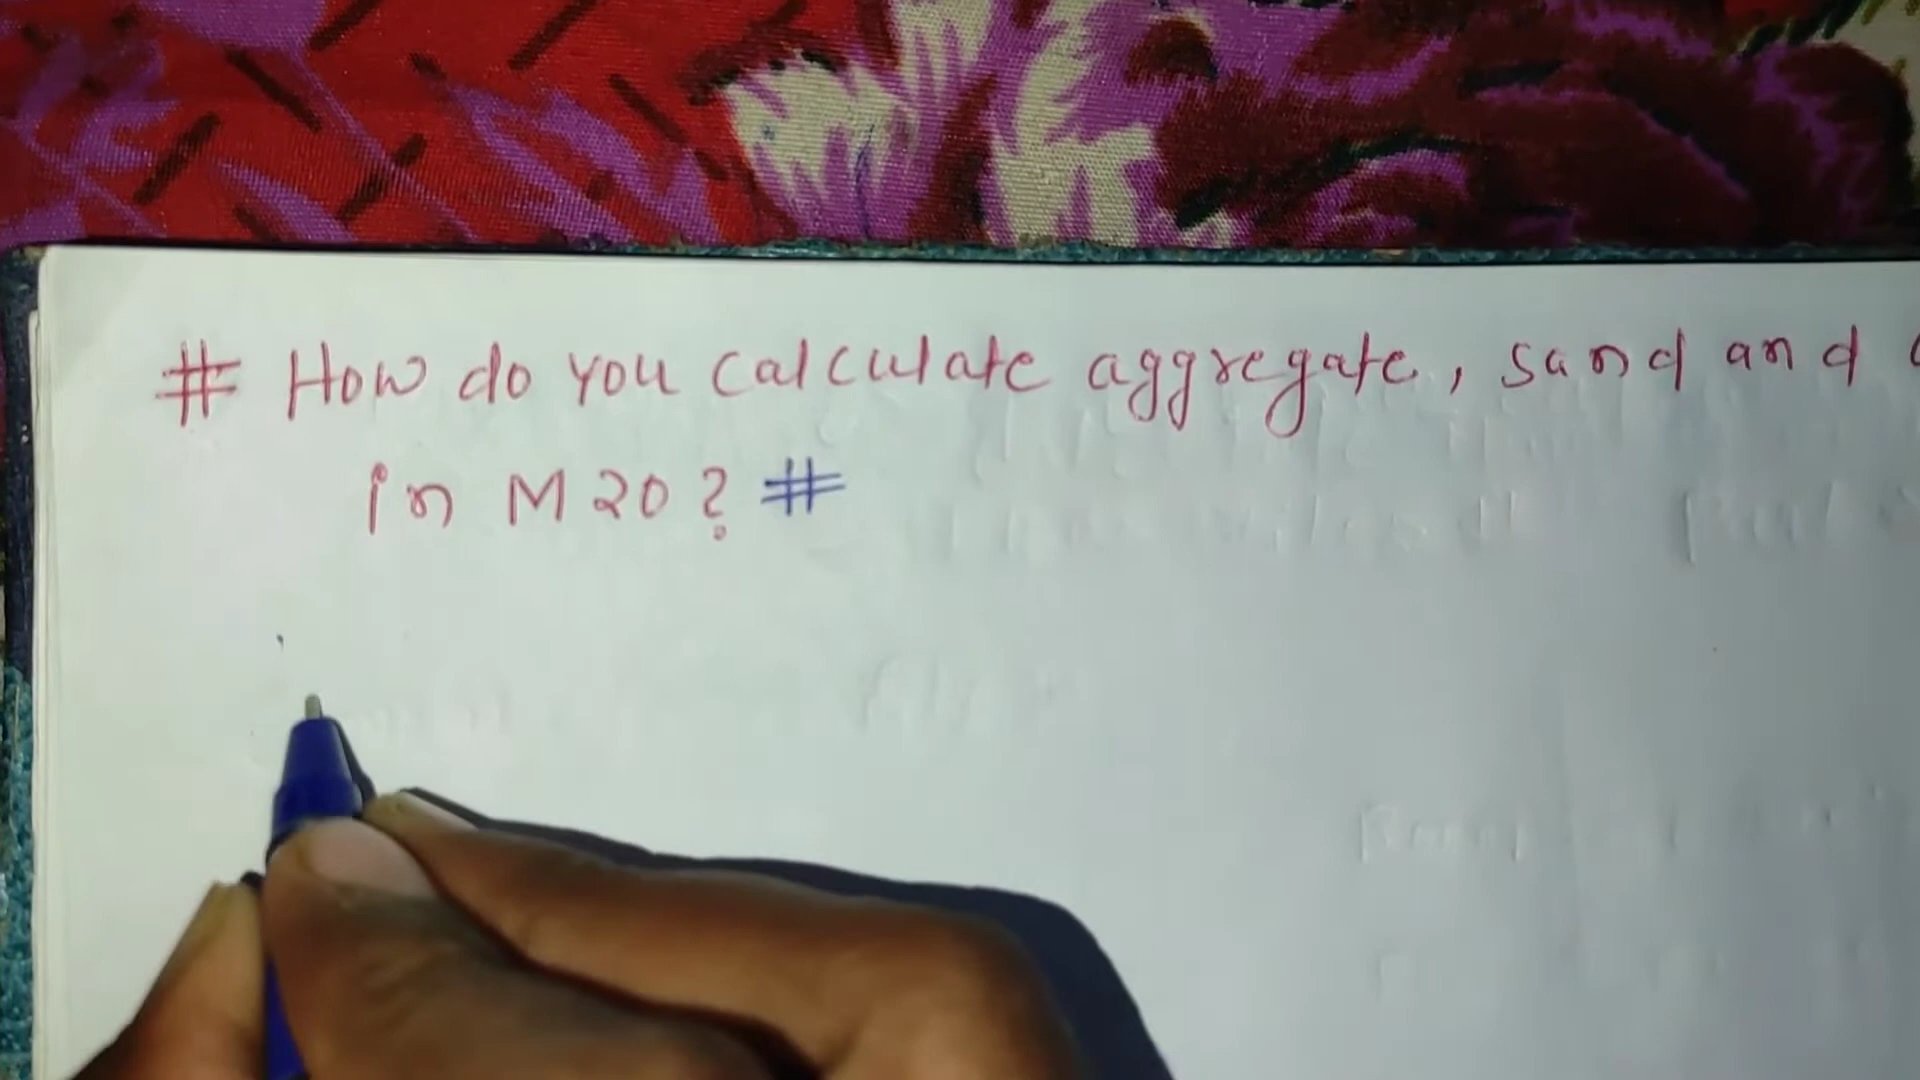 # How do you calculate aggregate, sand and
in M20? #